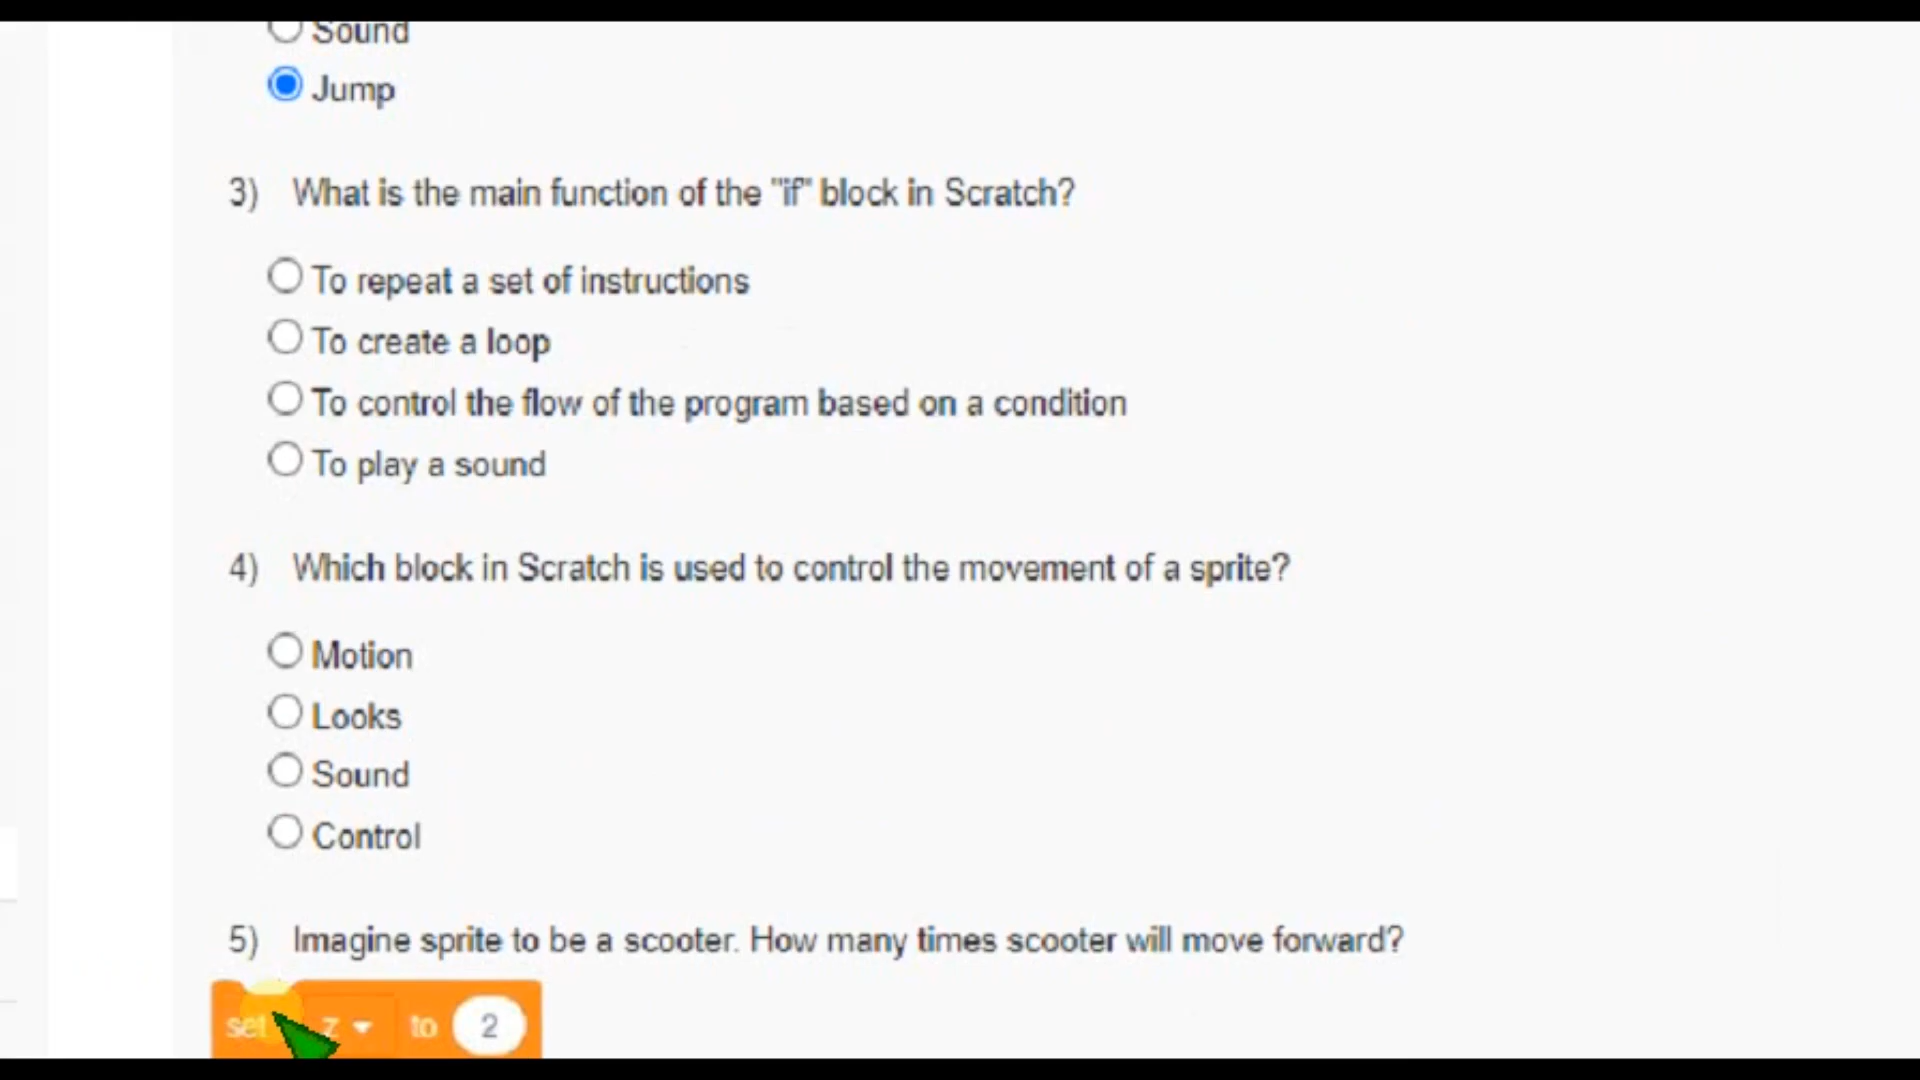 Sound
Jump
3) What is the main function of the "if" block in Scratch?
To repeat a set of instructions
To create a loop
To control the flow of the program based on a condition
To play a sound
4) Which block in Scratch is used to control the movement of a sprite?
Motion
Looks
Sound
Control
5) Imagine sprite to be a scooter. How many times scooter will move forward?
set z to 2